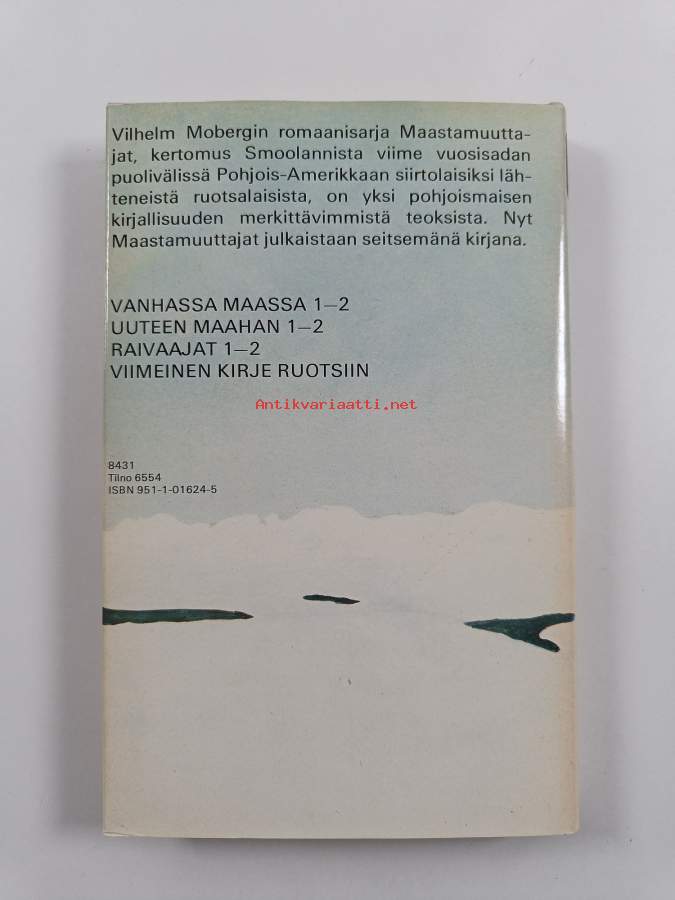 Vilhelm Mobergin romaanisarja Maastamuutta-
jat, kertomus Smoolannista viime vuosisadan
puolivälissä Pohjois-Amerikkaan siirtolaisiksi läh-
teneistä ruotsalaisista, on yksi pohjoismaisen
kirjallisuuden merkittävimmistä teoksista. Nyt
Maastamuuttajat julkaistaan seitsemänä kirjana.
VANHASSA MAASSA 1—2
UUTEEN MAAHAN 1—2
RAIVAAJAT 1—2
VIIMEINEN KIRJE RUOTSIIN
Antikvariaatti.net
8431
Tilno 6554
ISBN 951-1-01624-5